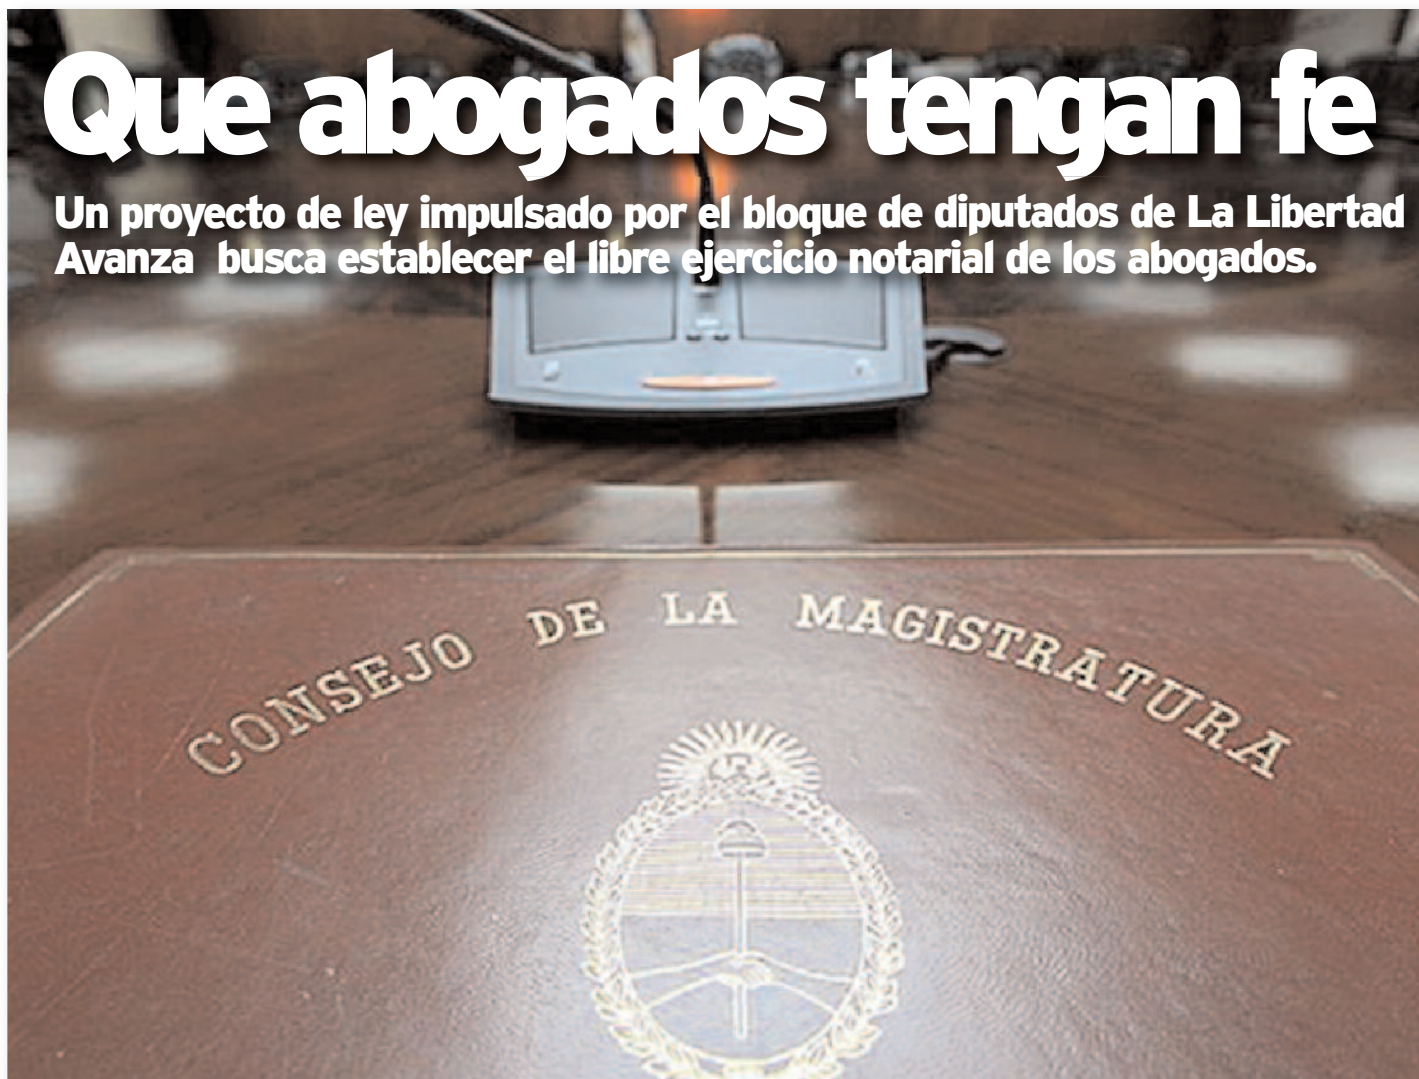 Que abogados tengan fe
Un proyecto de ley impulsado por el bloque de diputados de La Libertad
Avanza  busca establecer el libre ejercicio notarial de los abogados.
CONSEJO DE LA MAGISTRATURA